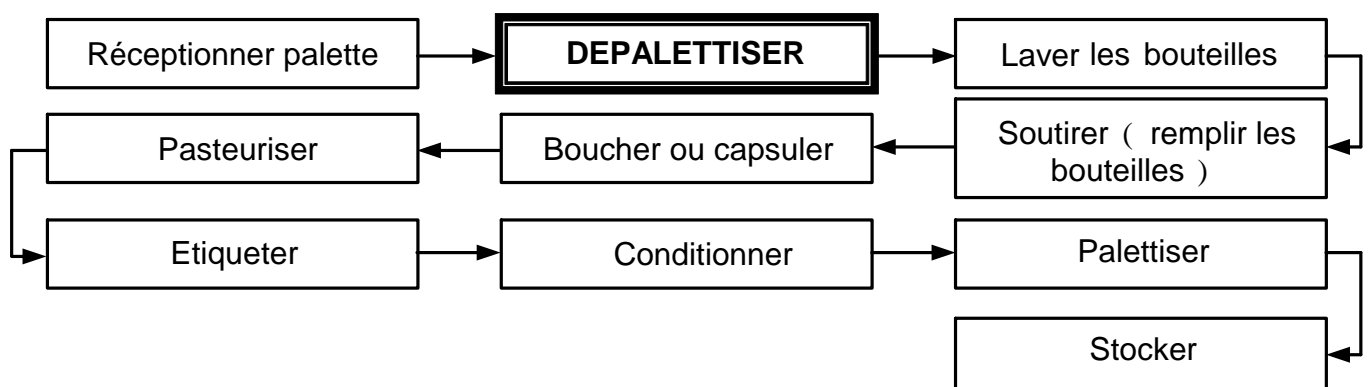 Réceptionner palette
DEPALETTISER
Laver les bouteilles
Soutirer ( remplir les
bouteilles )
Boucher ou capsuler
Pasteuriser
Etiqueter
Conditionner
Palettiser
Stocker